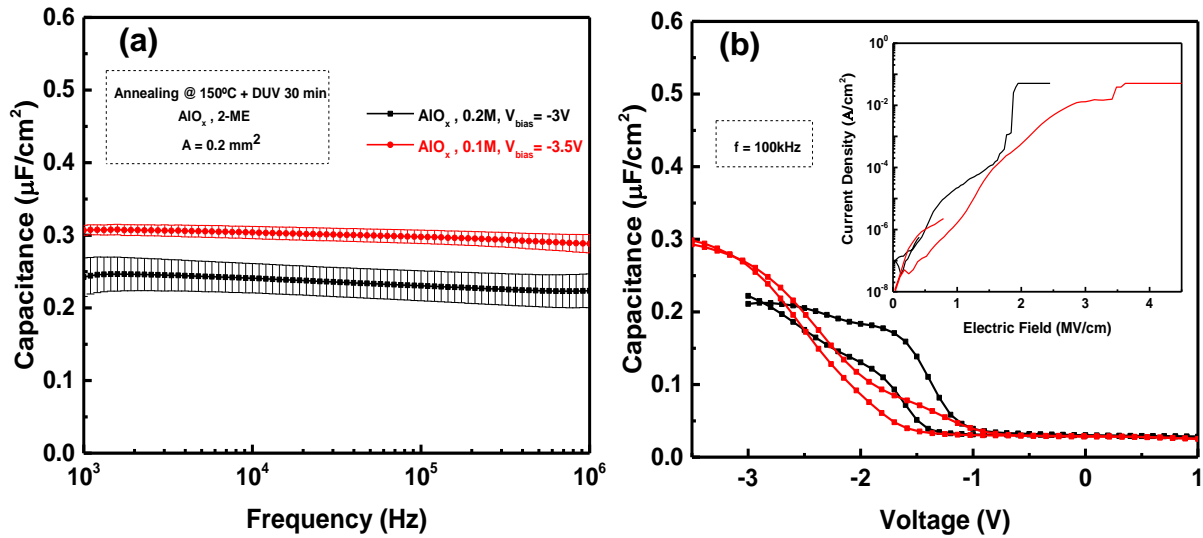 (a)
Annealing @ 150ºC + DUV 30 min
AlOx , 2-ME
A = 0.2 mm²
AlOx , 0.2M, Vbias= -3V
AlOx , 0.1M, Vbias= -3.5V
Capacitance (μF/cm²)
0.6
0.5
0.4
0.3
0.2
0.1
0.0
10³
10⁴
10⁵
10⁶
Frequency (Hz)
(b)
f = 100kHz
Capacitance (μF/cm²)
0.6
0.5
0.4
0.3
0.2
0.1
0.0
-3
-2
-1
0
1
Voltage (V)
Current Density (A/cm²)
10⁰
10⁻²
10⁻⁴
10⁻⁶
10⁻⁸
0
1
2
3
4
Electric Field (MV/cm)